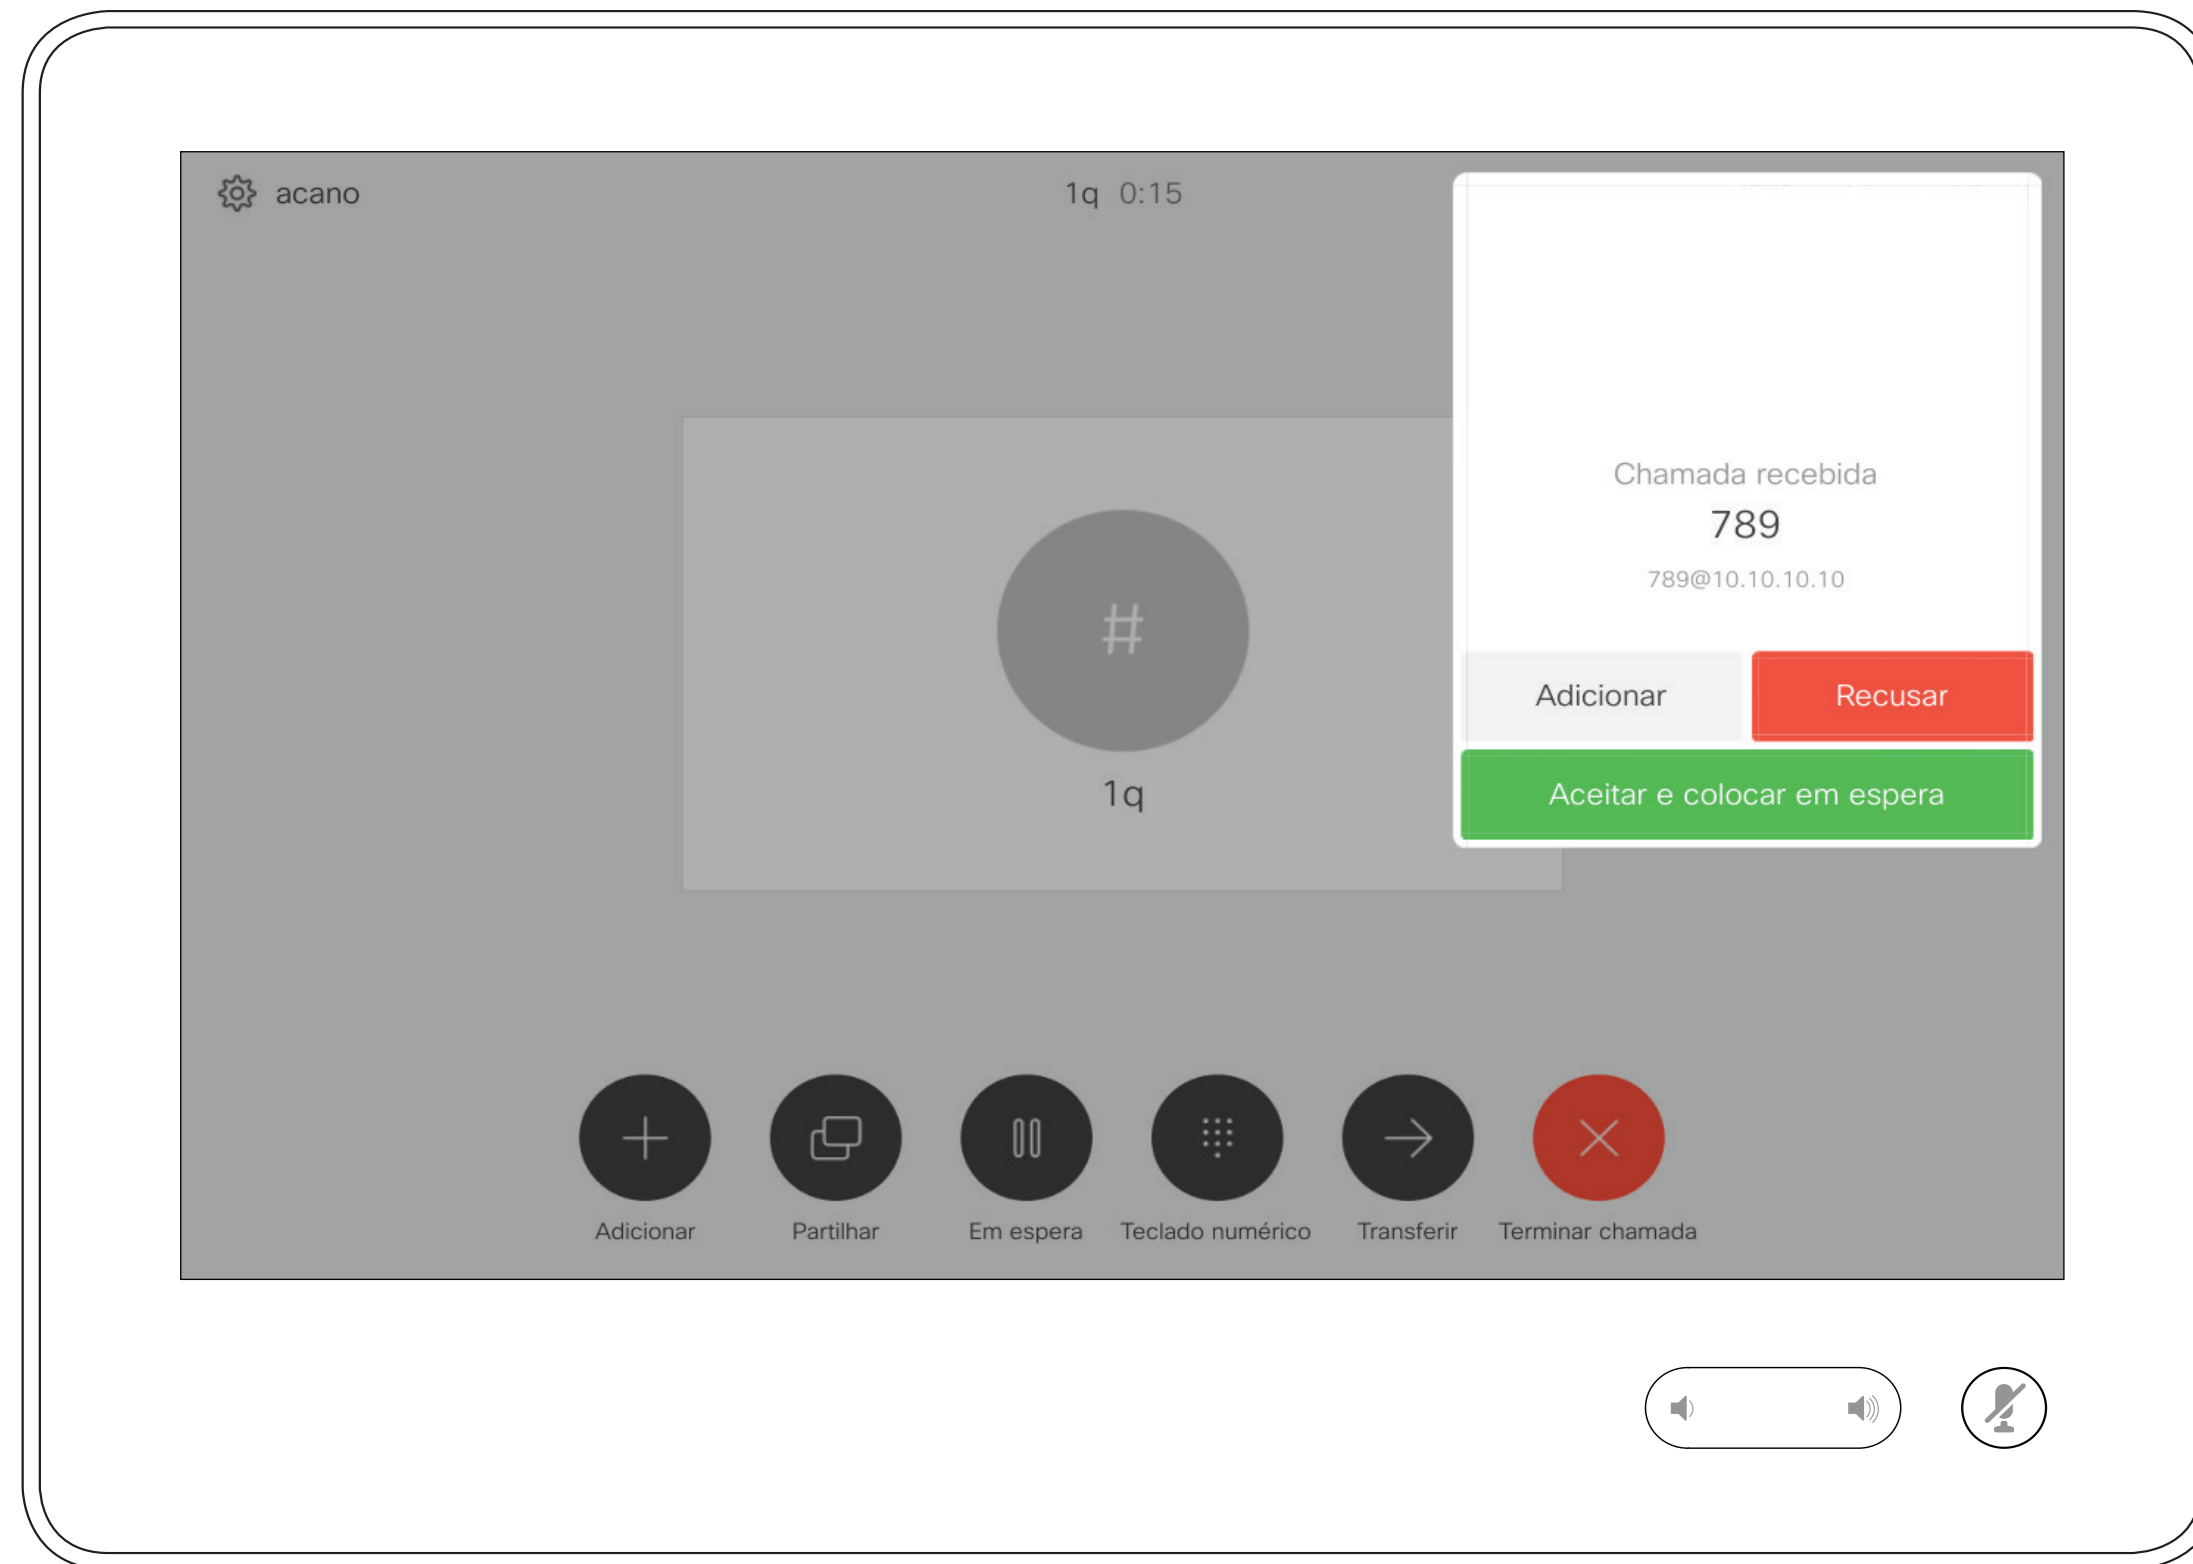 acano
1q 0:15
Chamada recebida
789
789@10.10.10.10
Adicionar
Recusar
Aceitar e colocar em espera
#
1q
Adicionar
Partilhar
Em espera
Teclado numérico
Transferir
Terminar chamada